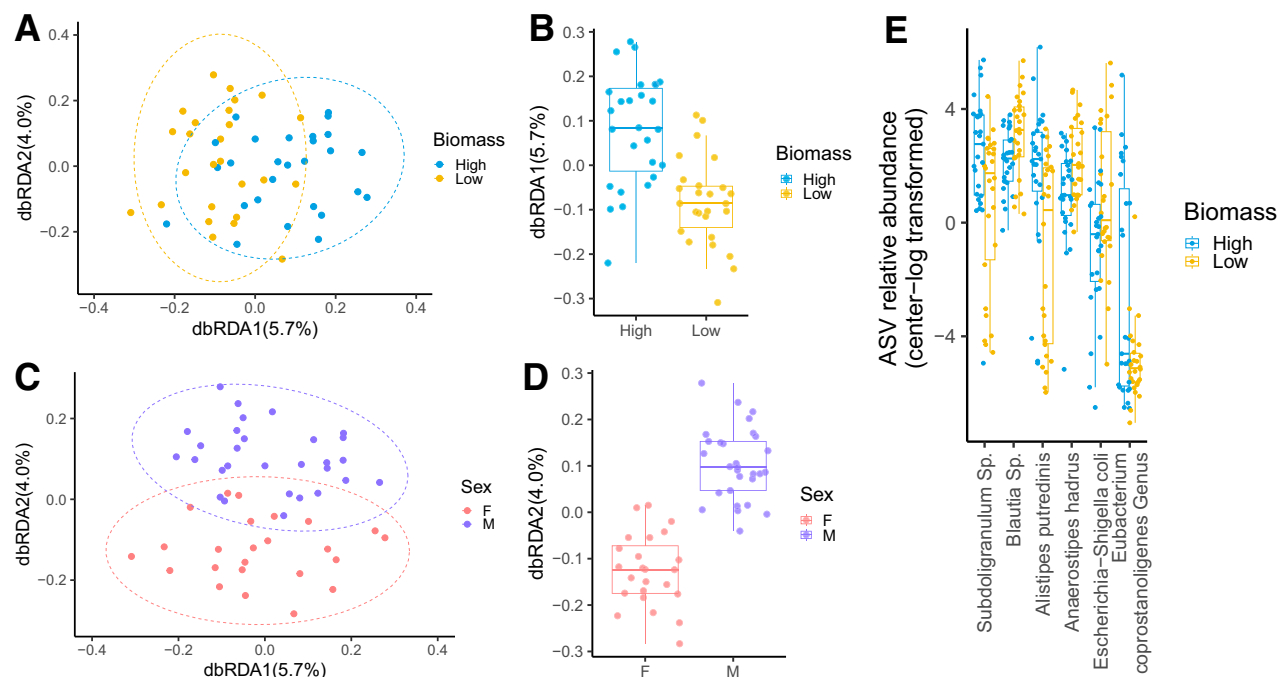 A
0.4
0.2
0.0
−0.2
dbRDA2(4.0%)
−0.4
−0.2
0.0
0.2
0.4
dbRDA1(5.7%)
Biomass
High
Low
B
0.3
0.2
0.1
0.0
−0.1
−0.2
−0.3
dbRDA1(5.7%)
High
Low
Biomass
High
Low
C
0.2
0.0
−0.2
dbRDA2(4.0%)
−0.4
−0.2
0.0
0.2
0.4
dbRDA1(5.7%)
Sex
F
M
D
0.3
0.2
0.1
0.0
−0.1
−0.2
−0.3
dbRDA2(4.0%)
F
M
Sex
F
M
E
4
0
−4
ASV relative abundance
(center−log transformed)
Subdoligranulum Sp.
Blautia Sp.
Alistipes putredinis
Anaerostipes hadrus
Escherichia−Shigella coli
Eubacterium
coprostanoligenes Genus
Biomass
High
Low